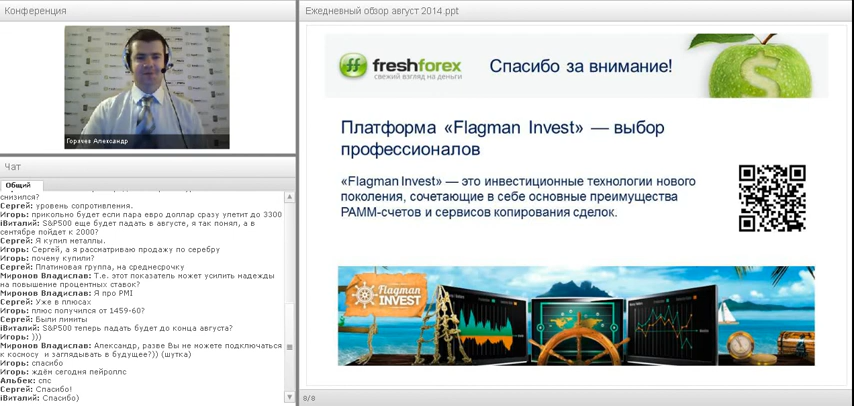 Конференция
Горячев Александр
Чат
Общий
снизился?
Сергей: уровень сопротивления.
Игорь: прикольно будет если пара евро доллар сразу улетит до 3300
iВиталий: S&P500 еще будет падать в августе, я так понял, а в
сентябре пойдет к 2000?
Сергей: Я купил металлы.
Игорь: Сергей, а я рассматриваю продажу по серебру
Игорь: почему купили?
Сергей: Платиновая группа, на среднесрочку
Миронов Владислав: Т.е. этот показатель может усилить надежды
на повышение процентных ставок?
Миронов Владислав: Я про PMI
Сергей: Уже в плюсах
Игорь: плюс получился от 1459-60?
Сергей: Были лимиты
iВиталий: S&P500 теперь падать будет до конца августа?
Игорь: )))
Миронов Владислав: Александр, разве Вы не можете подключаться
к космосу и заглядывать в будущее?)) (шутка)
Игорь: спасибо
Игорь: ждём сегодня пейроллс
Альбек: спс
Сергей: Спасибо!
iВиталий: Спасибо)
Ежедневный обзор август 2014.ppt
freshforex
свежий взгляд на деньги
Спасибо за внимание!
Платформа «Flagman Invest» — выбор
профессионалов
«Flagman Invest» — это инвестиционные технологии нового
поколения, сочетающие в себе основные преимущества
РАММ-счетов и сервисов копирования сделок.
Flagman
INVEST
8/8